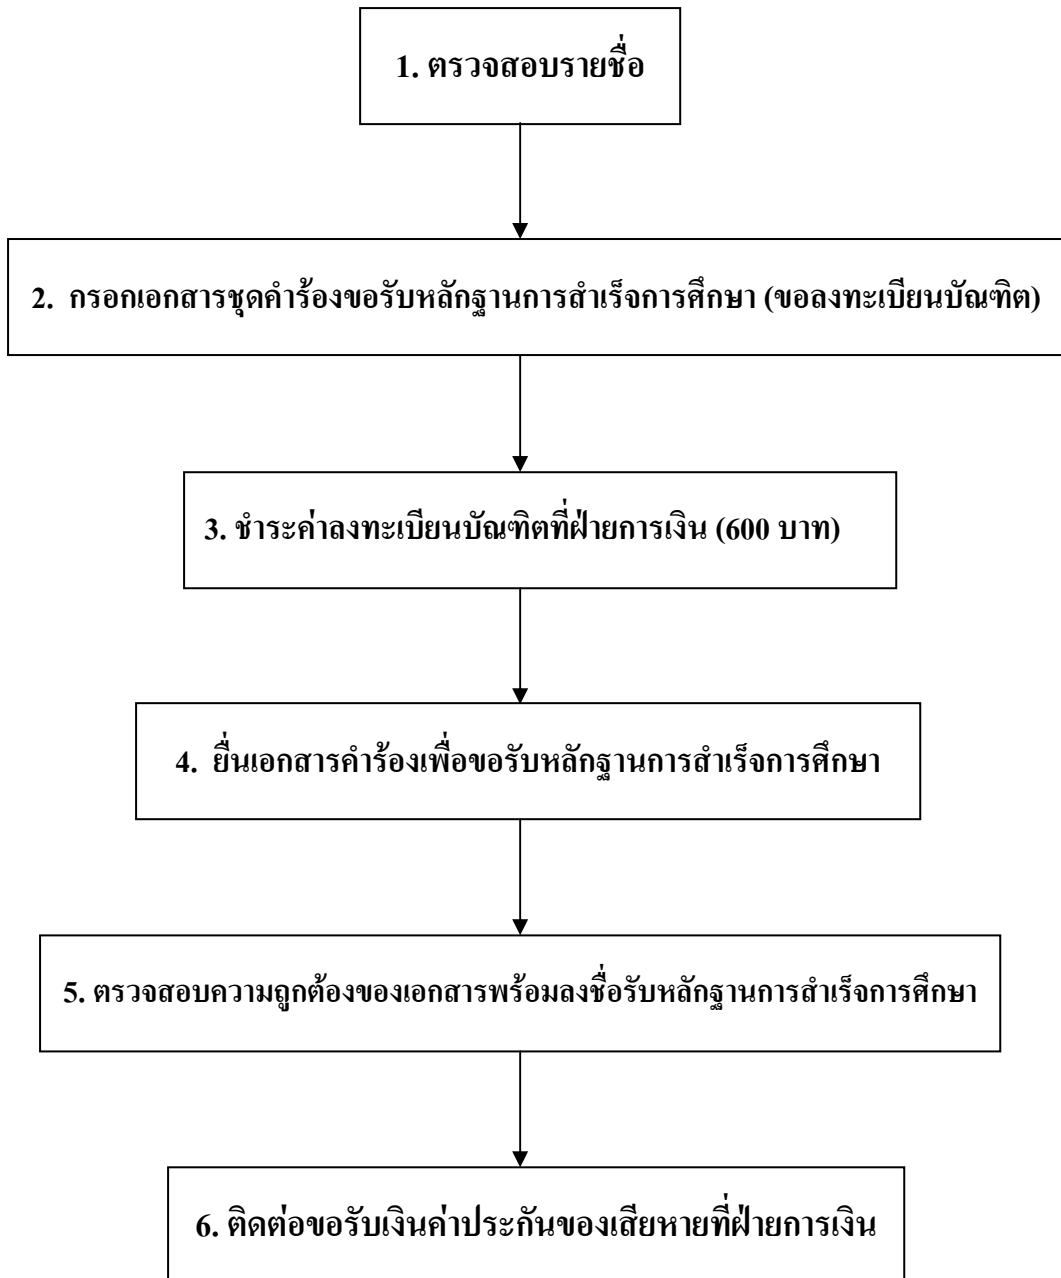 1. ตรวจสอบรายชื่อ
2. กรอกเอกสารชุดคำร้องขอรับหลักฐานการสำเร็จการศึกษา (ขอลงทะเบียนบัณฑิต)
3. ชำระค่าลงทะเบียนบัณฑิตที่ฝ่ายการเงิน (600 บาท)
4. ยื่นเอกสารคำร้องเพื่อขอรับหลักฐานการสำเร็จการศึกษา
5. ตรวจสอบความถูกต้องของเอกสารพร้อมลงชื่อรับหลักฐานการสำเร็จการศึกษา
6. ติดต่อขอรับเงินค่าประกันของเสียหายที่ฝ่ายการเงิน